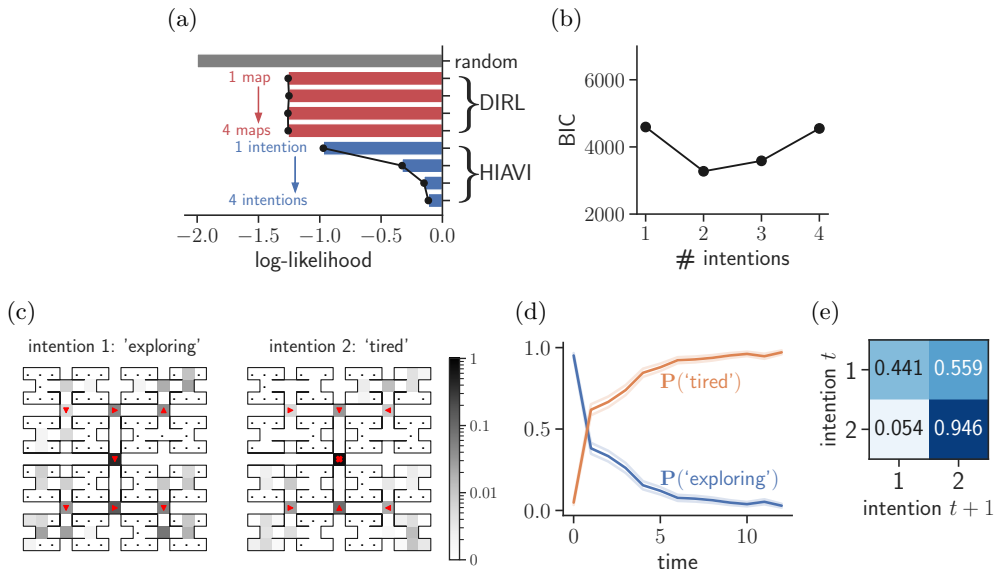 (a)
random
1 map
4 maps
DIRL
1 intention
4 intentions
HIAVI
−2.0 −1.5 −1.0 −0.5 0.0
log-likelihood
(b)
6000
4000
2000
BIC
1 2 3 4
# intentions
(c)
intention 1: 'exploring'
intention 2: 'tired'
1
0.1
0.01
0
(d)
1.0
0.5
0.0
P('tired')
P('exploring')
0 5 10
time
(e)
intention t
1 0.441 0.559
2 0.054 0.946
1 2
intention t + 1